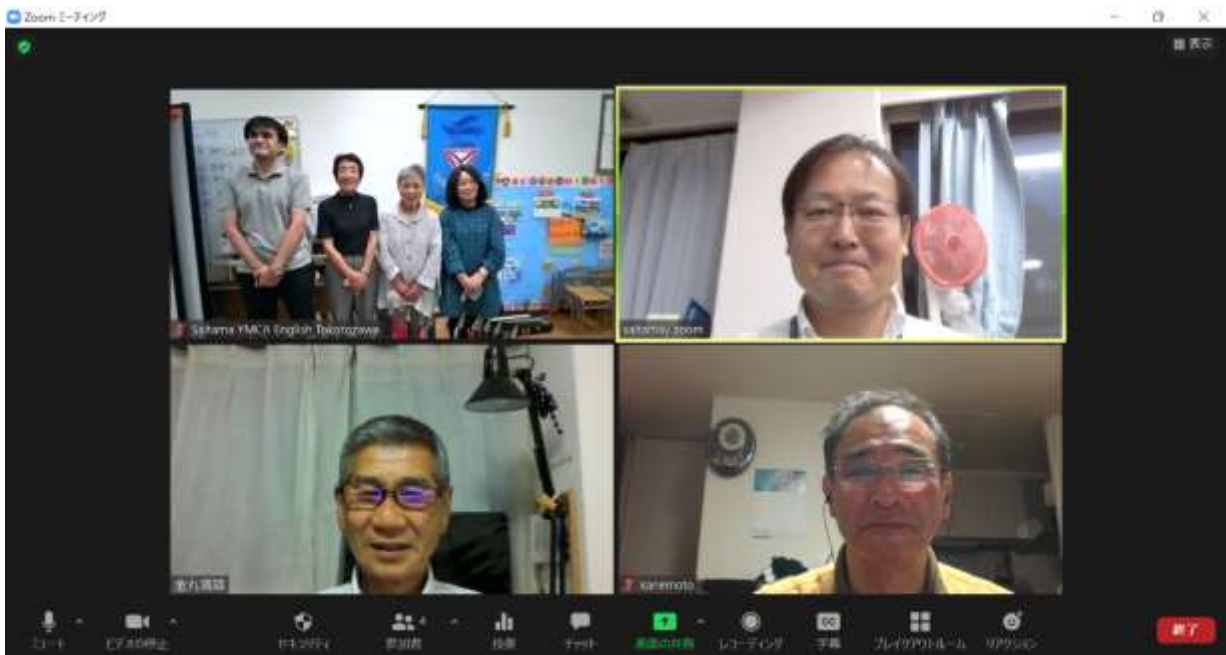 Zoom ミーティング
表示
Saitama YMCA English Tokorozawa
saitamay zoom
kanemoto
ミュート
ビデオの停止
セキュリティ
参加者
4
投票
チャット
画面の共有
レコーディング
字幕
ブレイクアウトルーム
リアクション
終了